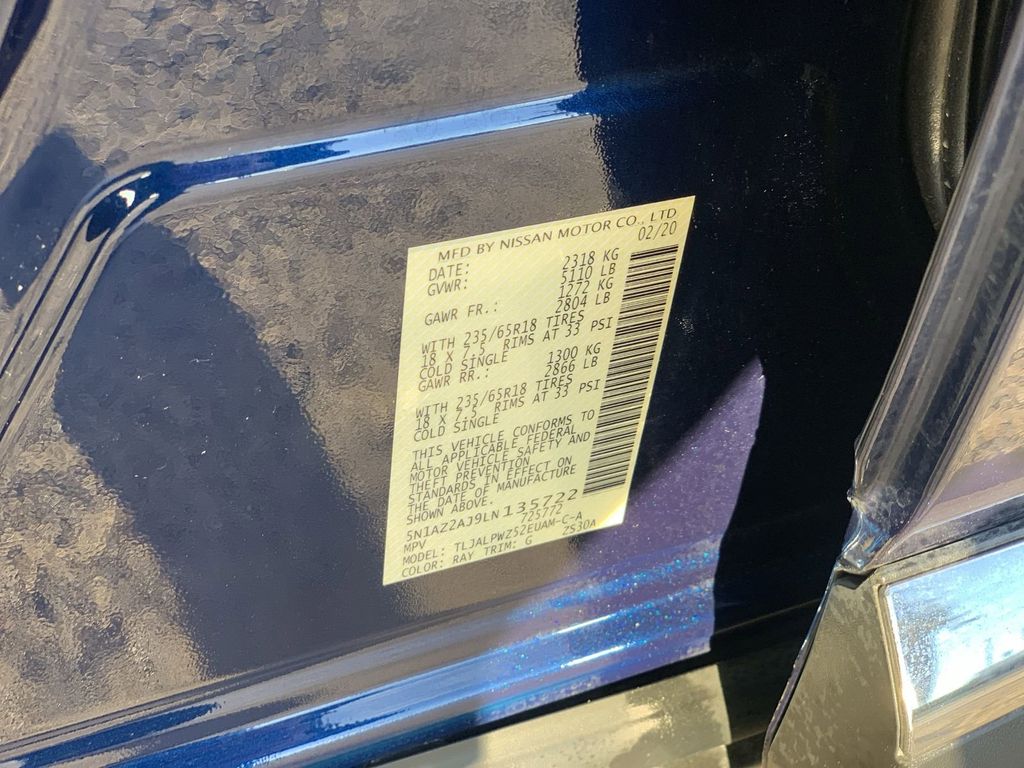 MFD BY NISSAN MOTOR CO., LTD
DATE: 02/20
GVWR: 2318 KG
5110 LB
GAWR FR.: 1272 KG
2804 LB
WITH 235/65R18 TIRES
18 X 7.5 RIMS AT 33 PSI
COLD SINGLE
GAWR RR.: 1300 KG
2866 LB
WITH 235/65R18 TIRES
18 X 7.5 RIMS AT 33 PSI
COLD SINGLE
THIS VEHICLE CONFORMS TO
ALL APPLICABLE FEDERAL
MOTOR VEHICLE SAFETY AND
THEFT PREVENTION
STANDARDS IN EFFECT ON
THE DATE OF MANUFACTURE
SHOWN ABOVE.
5N1AZ2AJ9LN135722
MPV 725772
MODEL: TLJALPWZ52EUAM-C-A
COLOR: RAY TRIM: G ZS30A